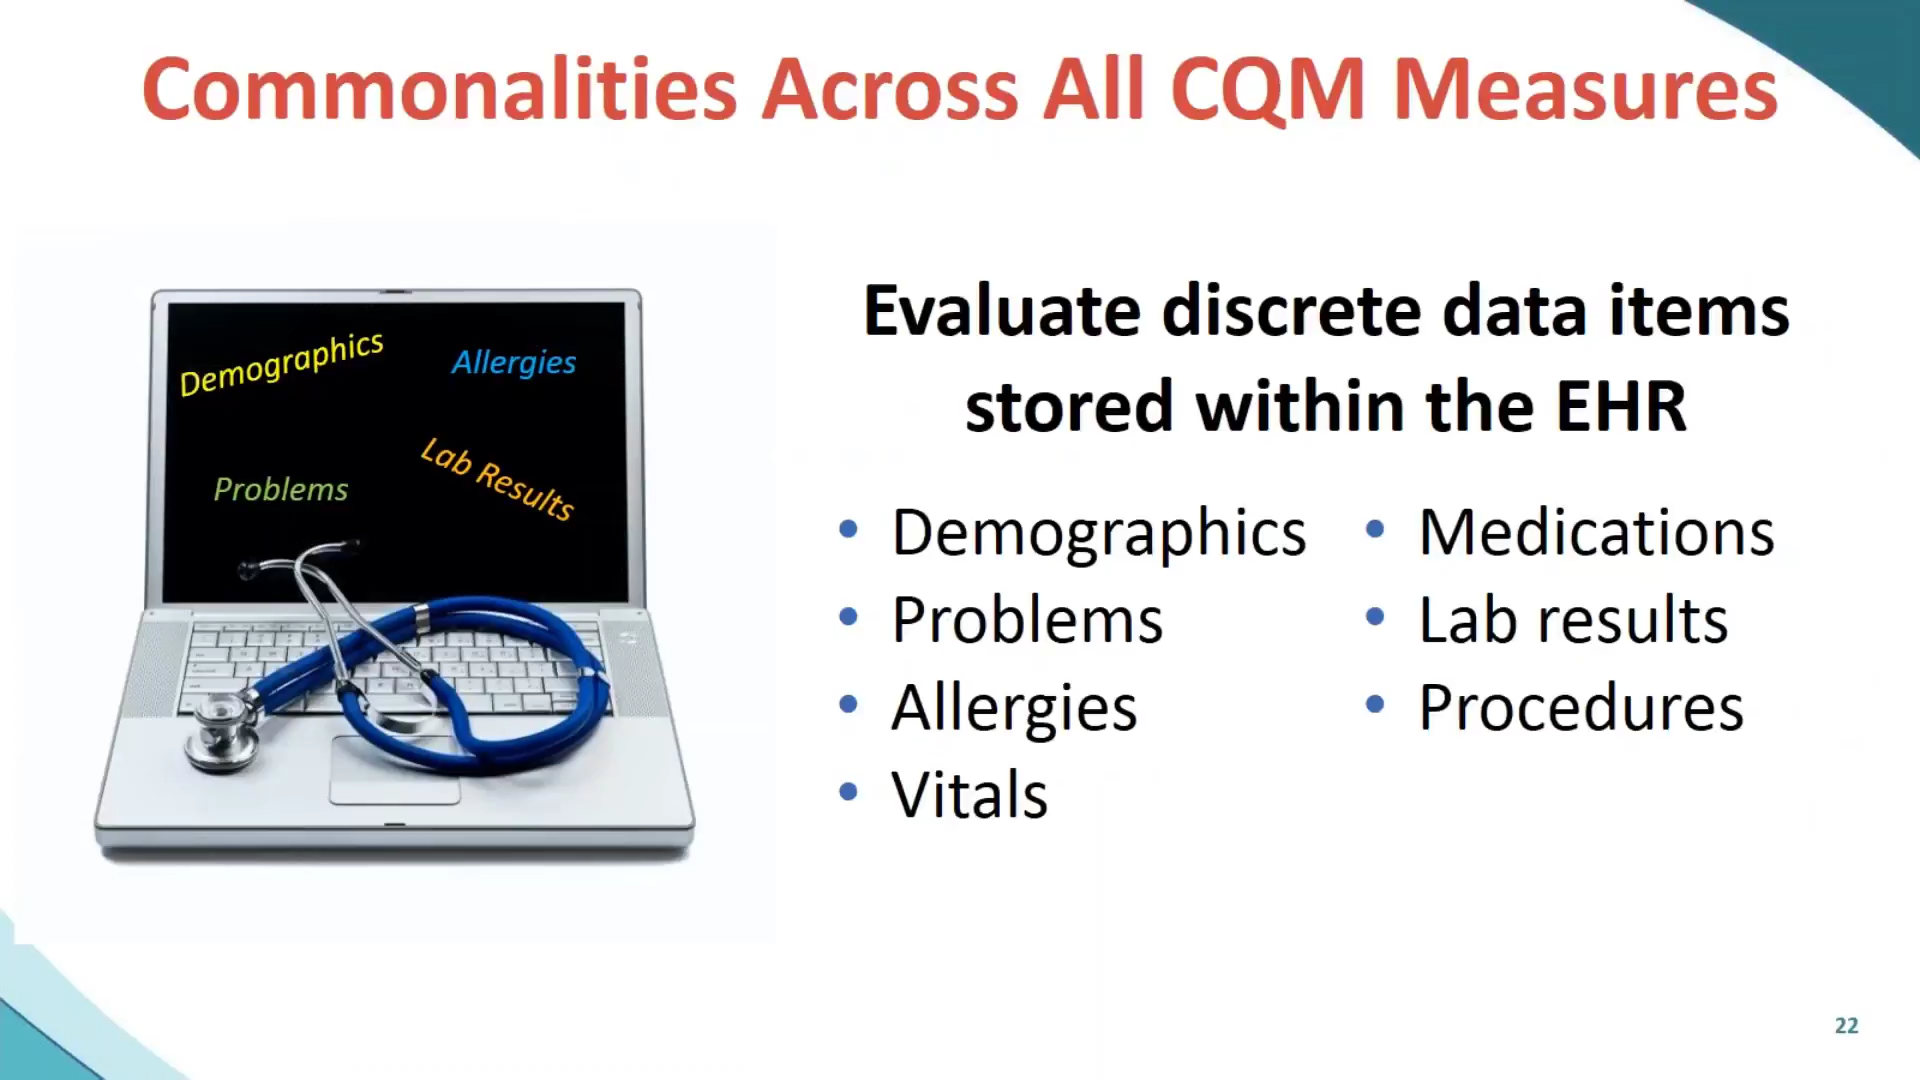 Commonalities Across All CQM Measures
Demographics
Allergies
Problems
Lab Results
Evaluate discrete data items
stored within the EHR
• Demographics
• Problems
• Allergies
• Vitals
• Medications
• Lab results
• Procedures
22